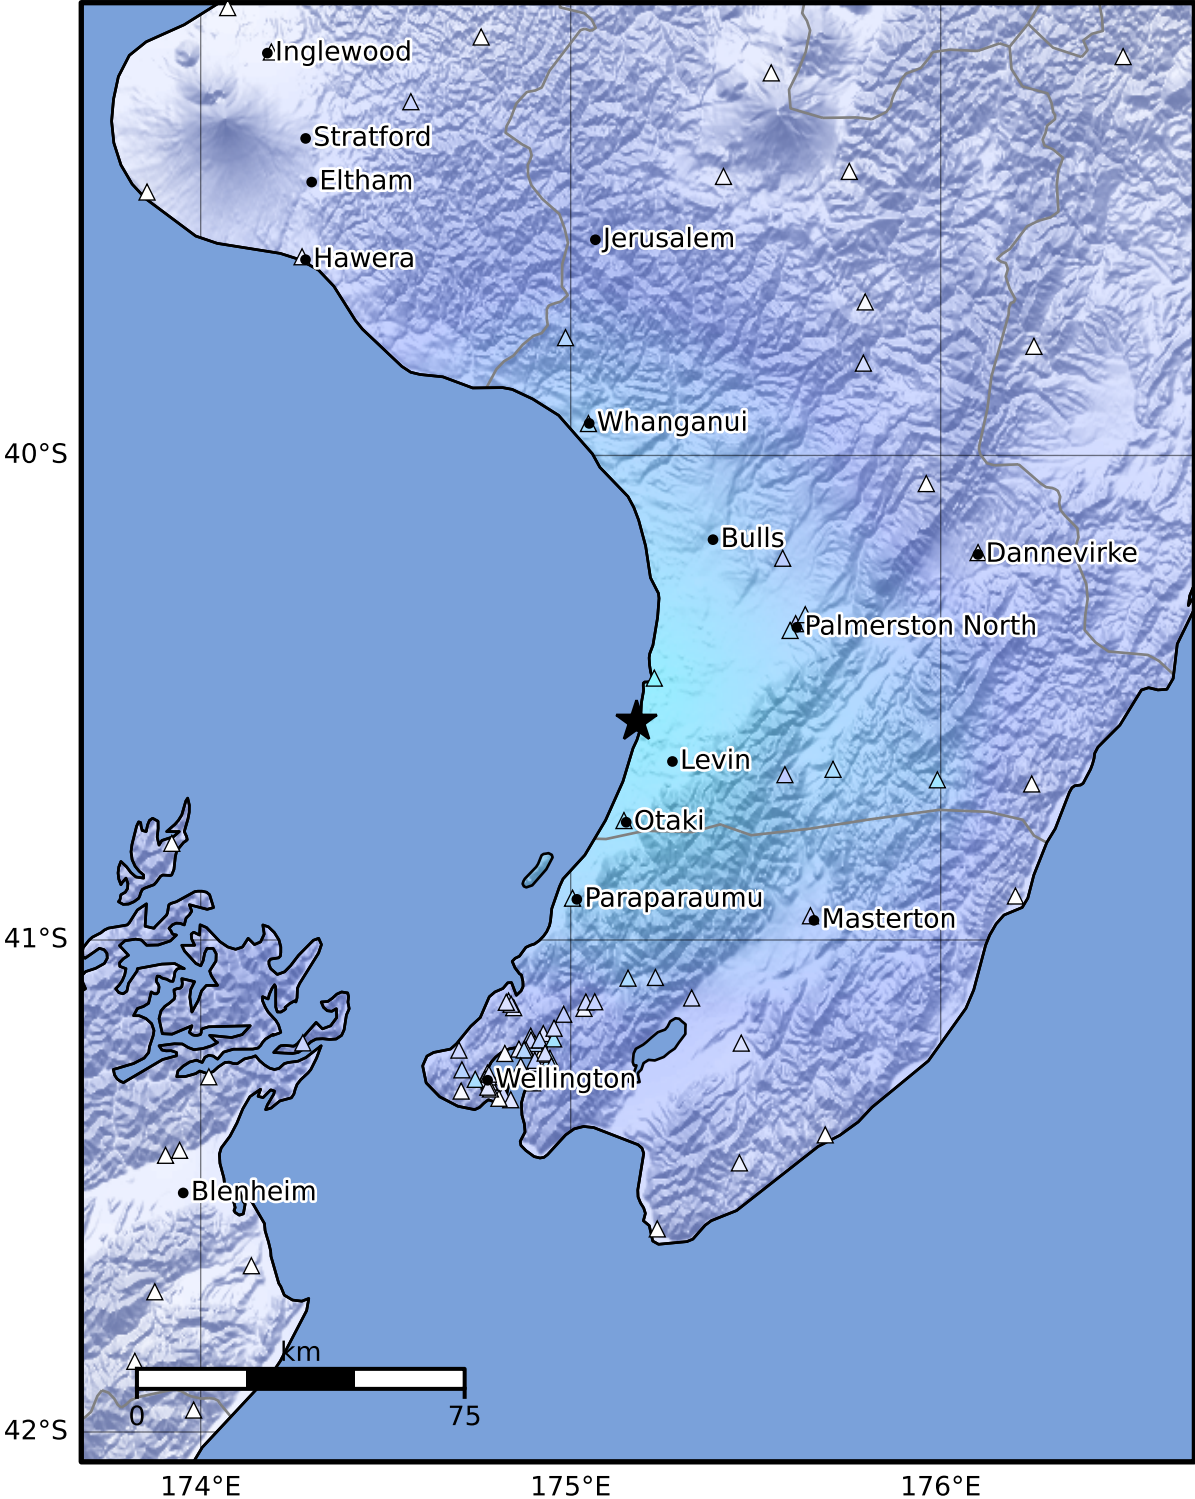 Inglewood
Stratford
Eltham
Jerusalem
Hawera
Whanganui
40°S
Bulls
Dannevirke
Palmerston North
Levin
Otaki
Paraparaumu
Masterton
41°S
Wellington
Blenheim
km
0 75
42°S
174°E 175°E 176°E